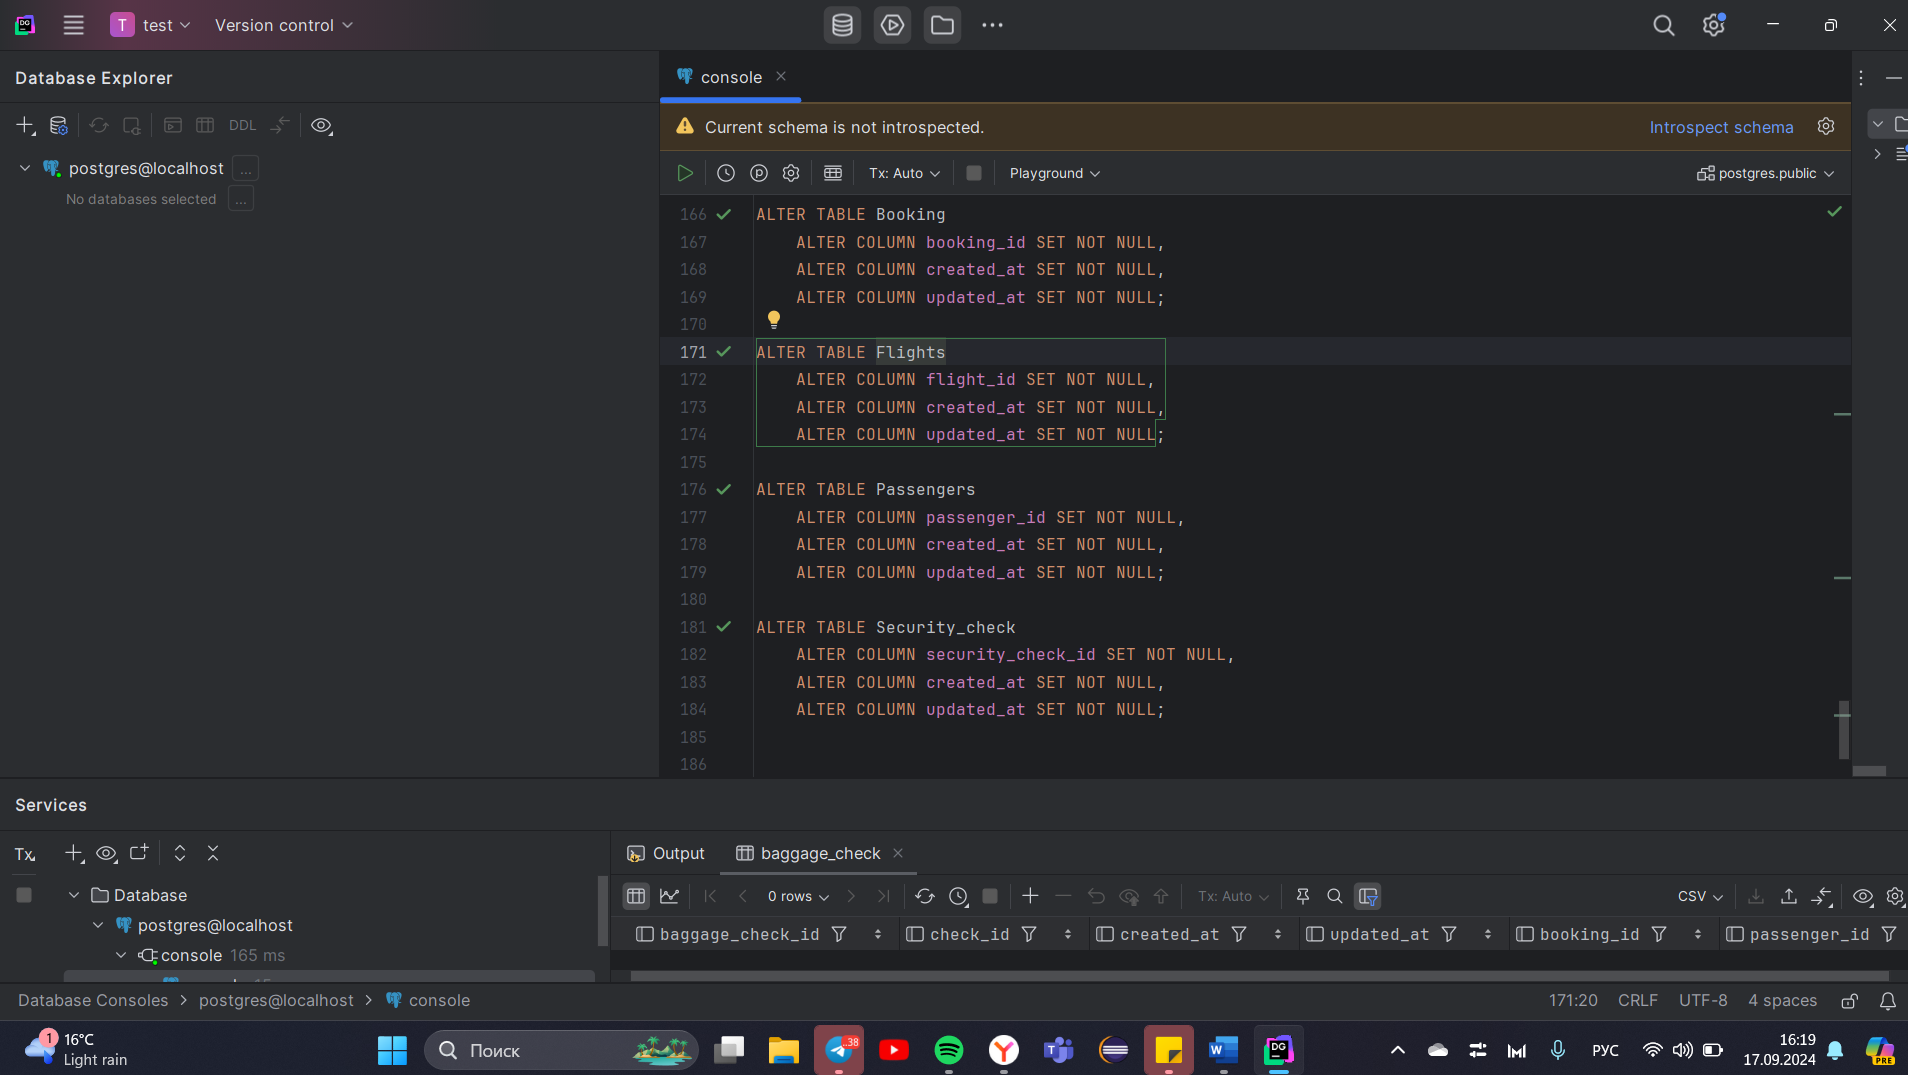 T test Version control
Database Explorer
DDL
postgres@localhost ...
No databases selected ...
console
Current schema is not introspected. Introspect schema
Tx: Auto Playground postgres.public
166 ALTER TABLE Booking
167 ALTER COLUMN booking_id SET NOT NULL,
168 ALTER COLUMN created_at SET NOT NULL,
169 ALTER COLUMN updated_at SET NOT NULL;
170
171 ALTER TABLE Flights
172 ALTER COLUMN flight_id SET NOT NULL,
173 ALTER COLUMN created_at SET NOT NULL,
174 ALTER COLUMN updated_at SET NOT NULL;
175
176 ALTER TABLE Passengers
177 ALTER COLUMN passenger_id SET NOT NULL,
178 ALTER COLUMN created_at SET NOT NULL,
179 ALTER COLUMN updated_at SET NOT NULL;
180
181 ALTER TABLE Security_check
182 ALTER COLUMN security_check_id SET NOT NULL,
183 ALTER COLUMN created_at SET NOT NULL,
184 ALTER COLUMN updated_at SET NOT NULL;
185
186
Services
Tx
Database
postgres@localhost
console 165 ms
Output baggage_check
0 rows Tx: Auto CSV
baggage_check_id check_id created_at updated_at booking_id passenger_id
Database Consoles > postgres@localhost > console 171:20 CRLF UTF-8 4 spaces
1 16°C
Light rain
Поиск
38
DG
РУС
16:19
17.09.2024
PRE